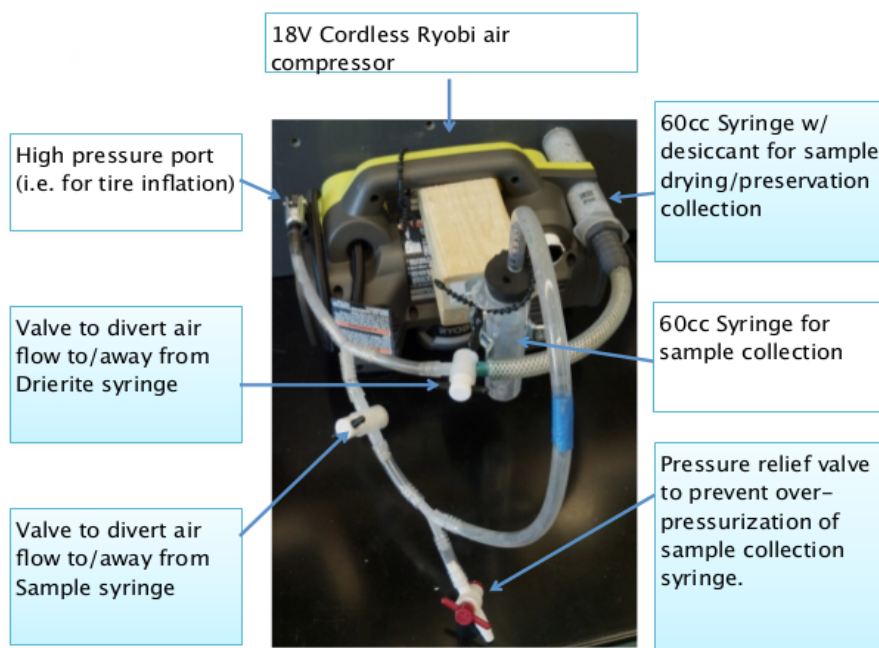 18V Cordless Ryobi air
compressor
High pressure port
(i.e. for tire inflation)
60cc Syringe w/
desiccant for sample
drying/preservation
collection
Valve to divert air
flow to/away from
Drierite syringe
60cc Syringe for
sample collection
Valve to divert air
flow to/away from
Sample syringe
Pressure relief valve
to prevent over-
pressurization of
sample collection
syringe.
RYOBI